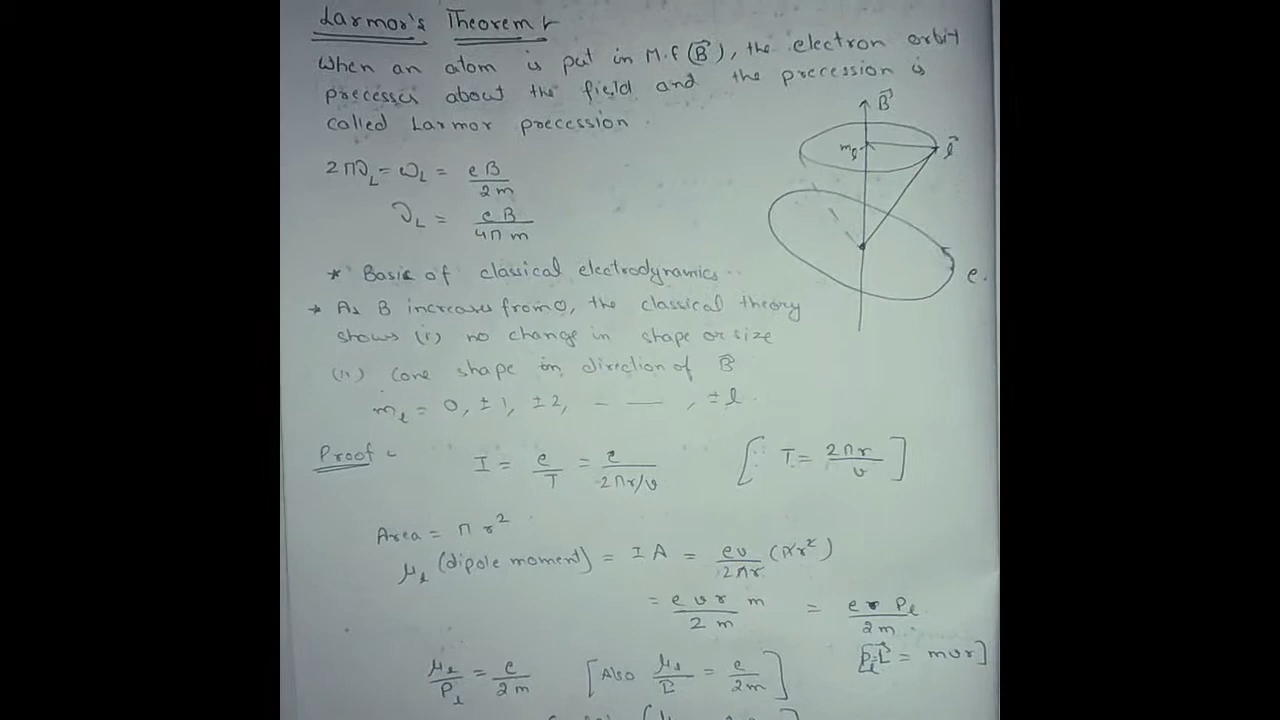 Larmor's Theorem :-
When an atom is put in M.f (B⃗), the electron orbit
precesses about the field and the precession is
called Larmor precession.
B⃗
m_l
l⃗
e.
2πν_L = ω_L = eB/2m
ν_L = eB/4πm
* Basic of classical electrodynamics.
* As B increases from 0, the classical theory
shows (i) no change in shape or size
(ii) Cone shape in direction of B⃗
m_l = 0, ±1, ±2, - —, ±l.
Proof :-
I = e/T = e/2πr/v [∵ T = 2πr/v]
Area = πr²
μ_l (dipole moment) = IA = ev/2πr (πr²)
= evr/2 m/m = e P_l/2m
[P_l = L⃗ = mvr]
μ_l/P_l = e/2m [Also μ_l/L = e/2m]